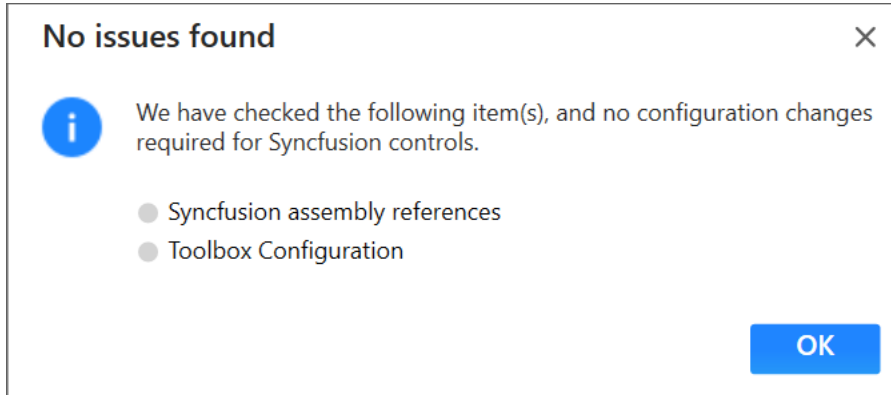 No issues found
We have checked the following item(s), and no configuration changes
required for Syncfusion controls.
Syncfusion assembly references
Toolbox Configuration
OK